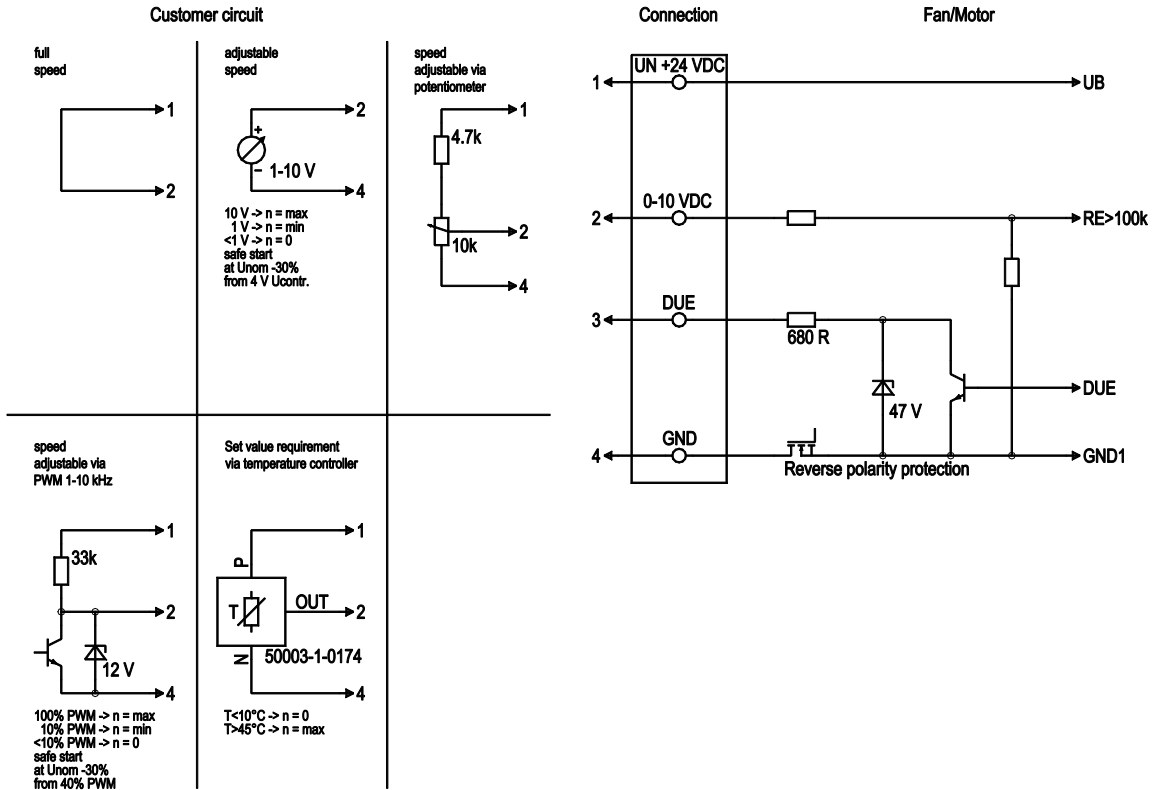 Customer circuit
full
speed
1
2
adjustable
speed
2
+
1-10 V
–
4
10 V -> n = max
1 V -> n = min
<1 V -> n = 0
safe start
at Unom -30%
from 4 V Ucontr.
speed
adjustable via
potentiometer
1
4.7k
2
10k
4
speed
adjustable via
PWM 1-10 kHz
1
33k
2
12 V
4
100% PWM -> n = max
10% PWM -> n = min
<10% PWM -> n = 0
safe start
at Unom -30%
from 40% PWM
Set value requirement
via temperature controller
1
P
T
OUT
2
N
50003-1-0174
4
T<10°C -> n = 0
T>45°C -> n = max
Connection
Fan/Motor
UN +24 VDC
1
UB
0-10 VDC
2
RE>100k
DUE
3
680 R
47 V
DUE
GND
4
GND1
Reverse polarity protection